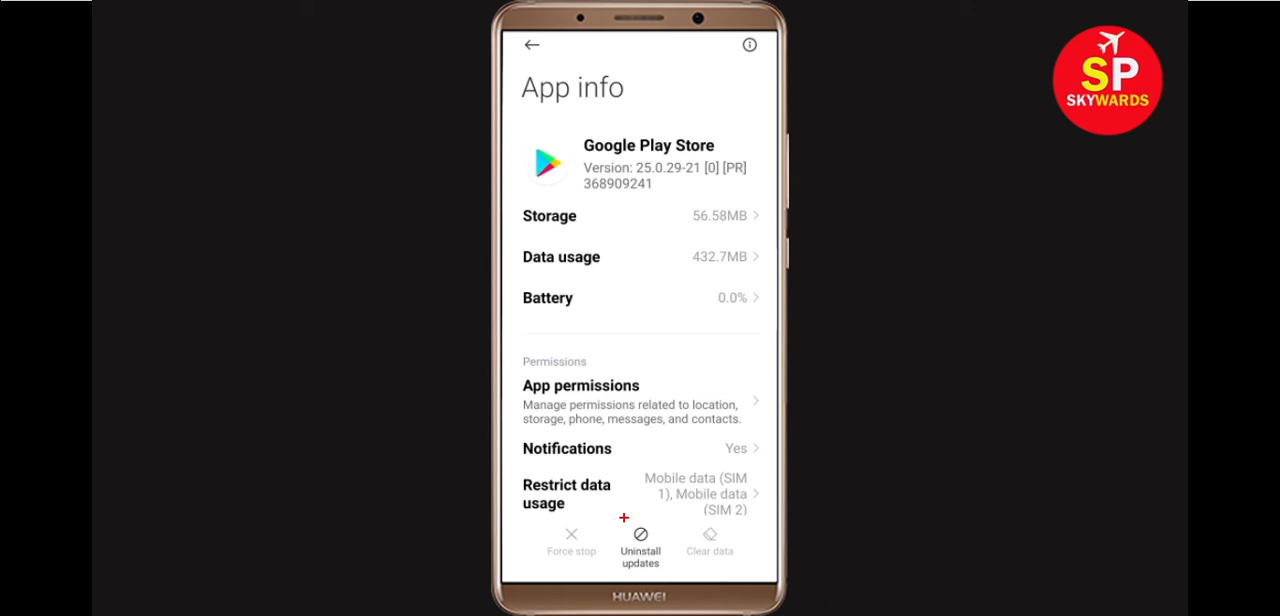 App info
Google Play Store
Version: 25.0.29-21 [0] [PR]
368909241
Storage 56.58MB
Data usage 432.7MB
Battery 0.0%
Permissions
App permissions
Manage permissions related to location,
storage, phone, messages, and contacts.
Notifications Yes
Restrict data usage Mobile data (SIM
1), Mobile data
(SIM 2)
Force stop
Uninstall
updates
Clear data
HUAWEI
SP
SKYWARDS